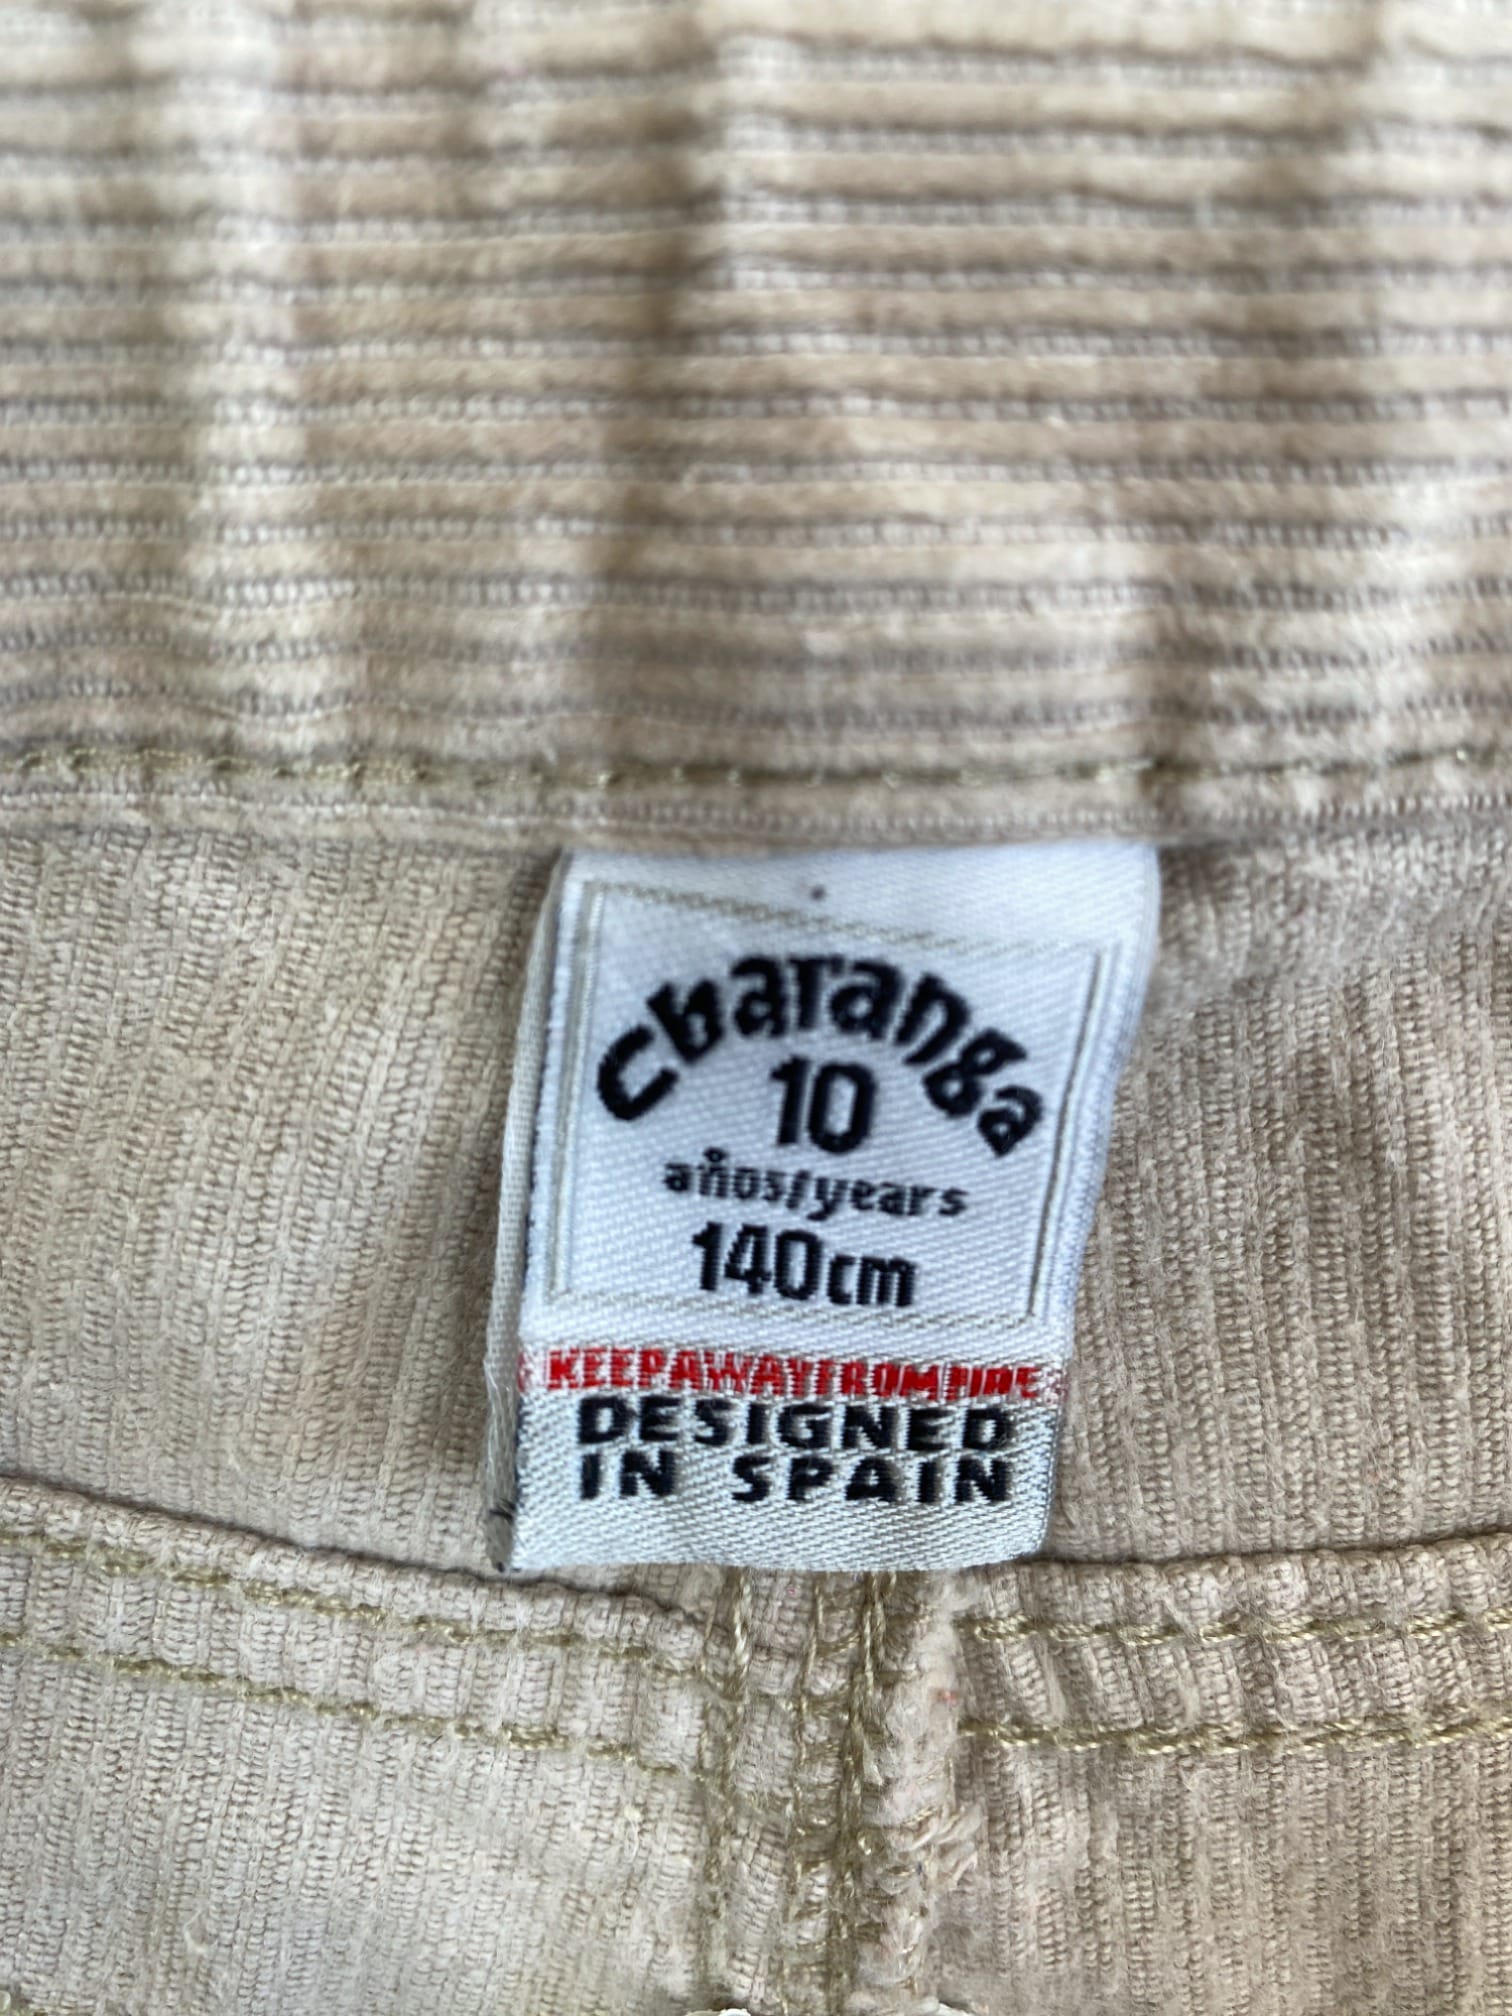 charanga
10
años/years
140cm
KEEPAWAYFROMFIRE
DESIGNED
IN SPAIN